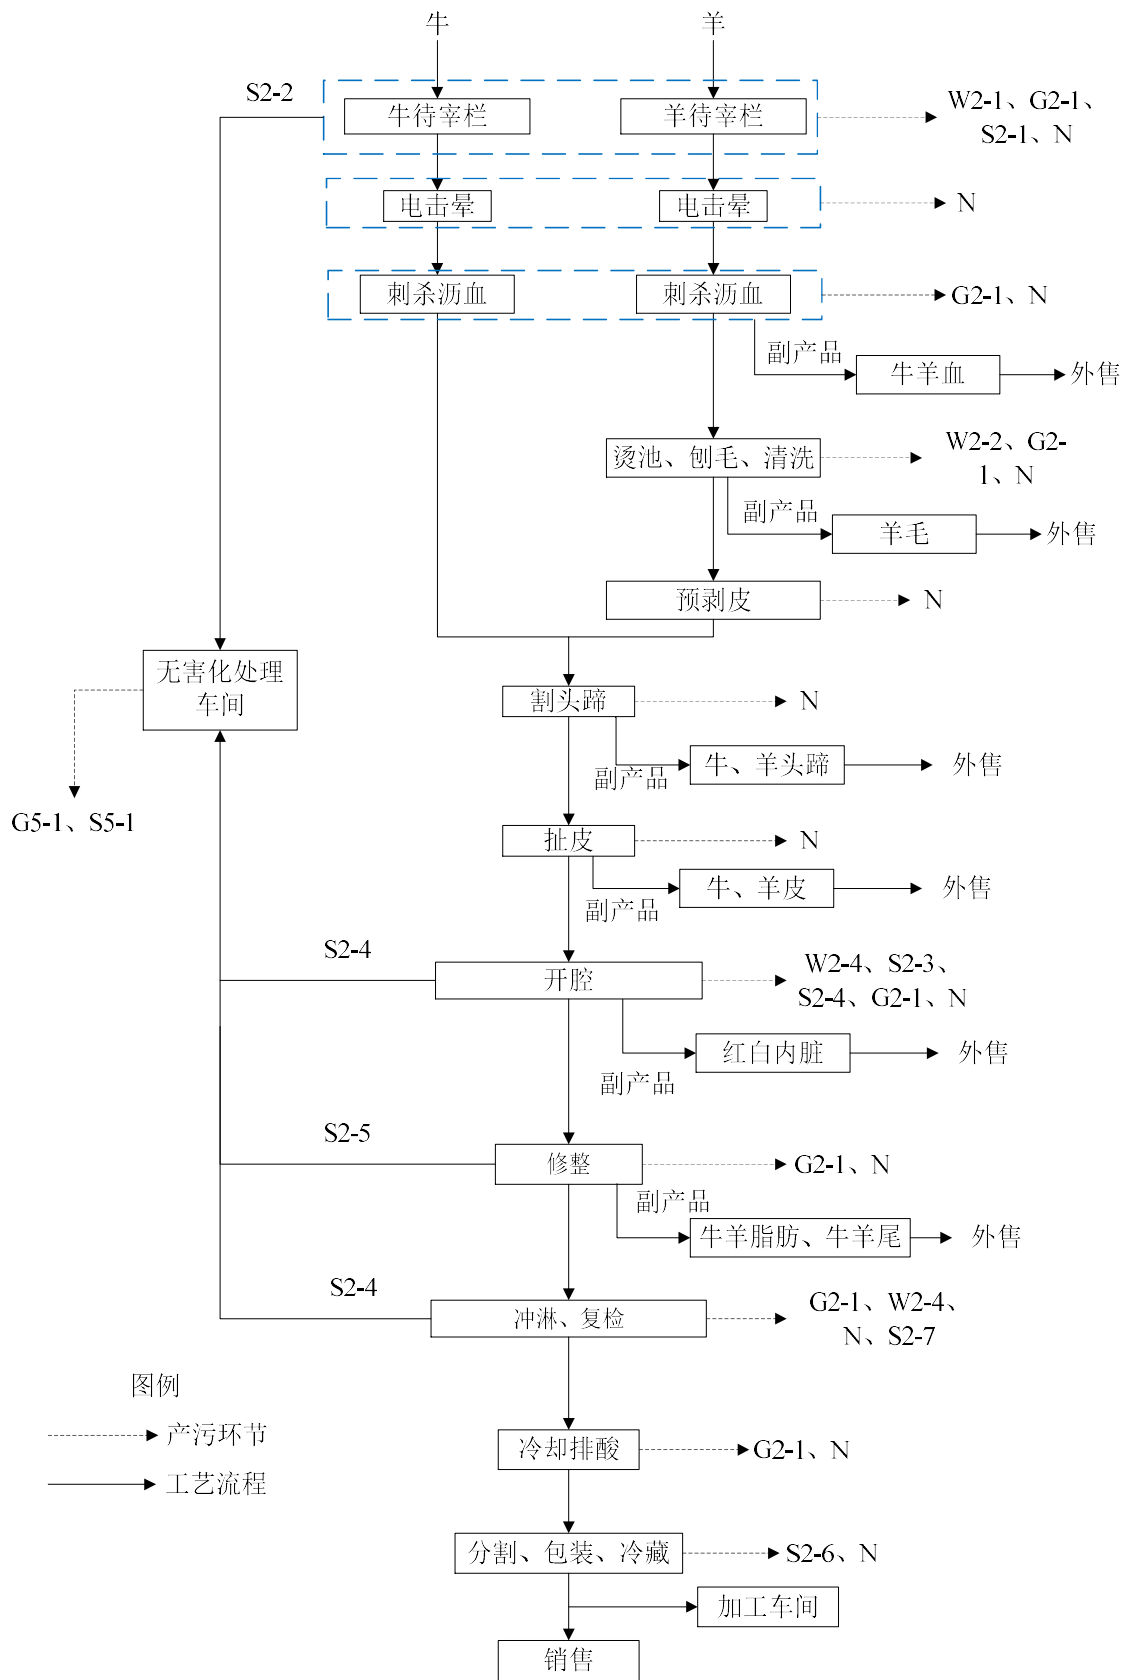 牛
羊
S2-2
牛待宰栏
羊待宰栏
W2-1、G2-1、
S2-1、N
电击晕
电击晕
N
刺杀沥血
刺杀沥血
G2-1、N
副产品
牛羊血
外售
烫池、刨毛、清洗
W2-2、G2-
1、N
副产品
羊毛
外售
预剥皮
N
无害化处理
车间
割头蹄
N
副产品
牛、羊头蹄
外售
G5-1、S5-1
扯皮
N
副产品
牛、羊皮
外售
S2-4
开腔
W2-4、S2-3、
S2-4、G2-1、N
副产品
红白内脏
外售
S2-5
修整
G2-1、N
副产品
牛羊脂肪、牛羊尾
外售
S2-4
冲淋、复检
G2-1、W2-4、
N、S2-7
图例
产污环节
工艺流程
冷却排酸
G2-1、N
分割、包装、冷藏
S2-6、N
加工车间
销售